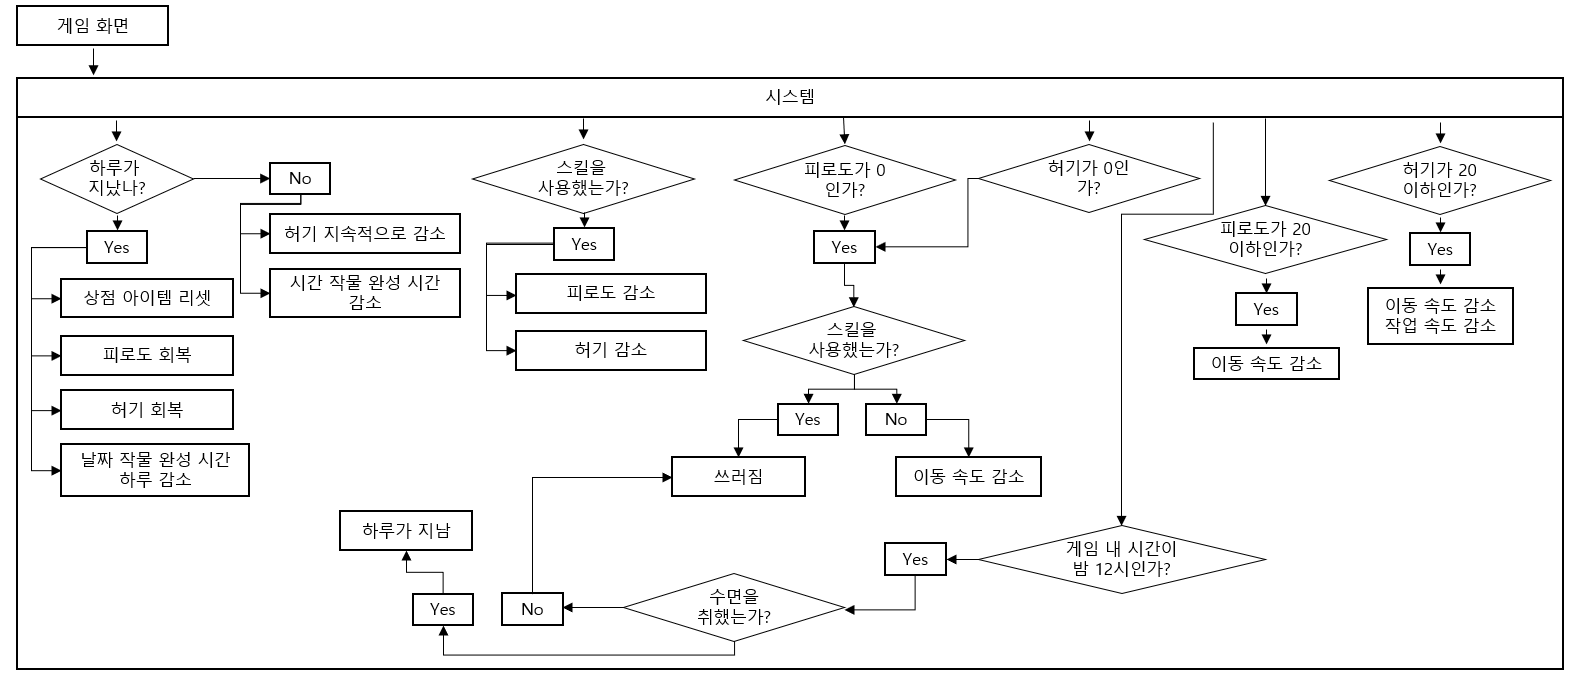 게임 화면
시스템
하루가
지났나?
No
Yes
허기 지속적으로 감소
시간 작물 완성 시간
감소
상점 아이템 리셋
피로도 회복
허기 회복
날짜 작물 완성 시간
하루 감소
스킬을
사용했는가?
Yes
피로도 감소
허기 감소
피로도가 0
인가?
Yes
허기가 0인
가?
스킬을
사용했는가?
Yes
No
쓰러짐
이동 속도 감소
피로도가 20
이하인가?
Yes
이동 속도 감소
허기가 20
이하인가?
Yes
이동 속도 감소
작업 속도 감소
게임 내 시간이
밤 12시인가?
Yes
수면을
취했는가?
No
Yes
하루가 지남